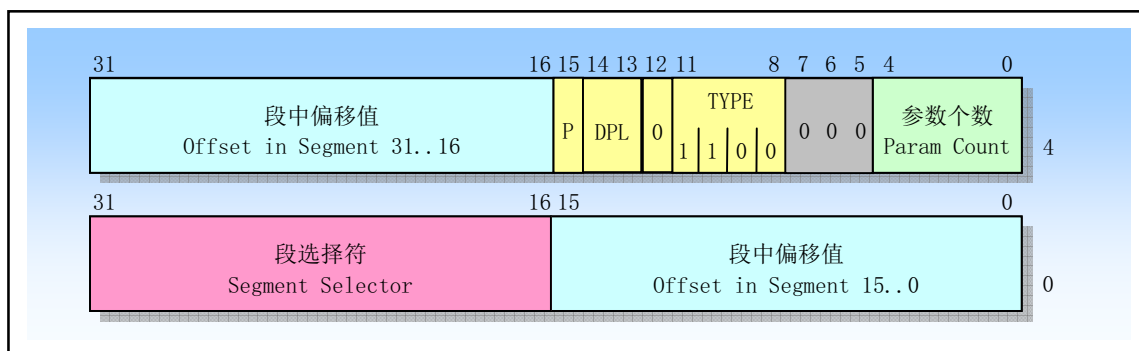 31 16 15 14 13 12 11 8 7 6 5 4 0
段中偏移值
Offset in Segment 31..16
P
DPL
0
TYPE
1 1 0 0
0 0 0
参数个数
Param Count
4
31 16 15 0
段选择符
Segment Selector
段中偏移值
Offset in Segment 15..0
0